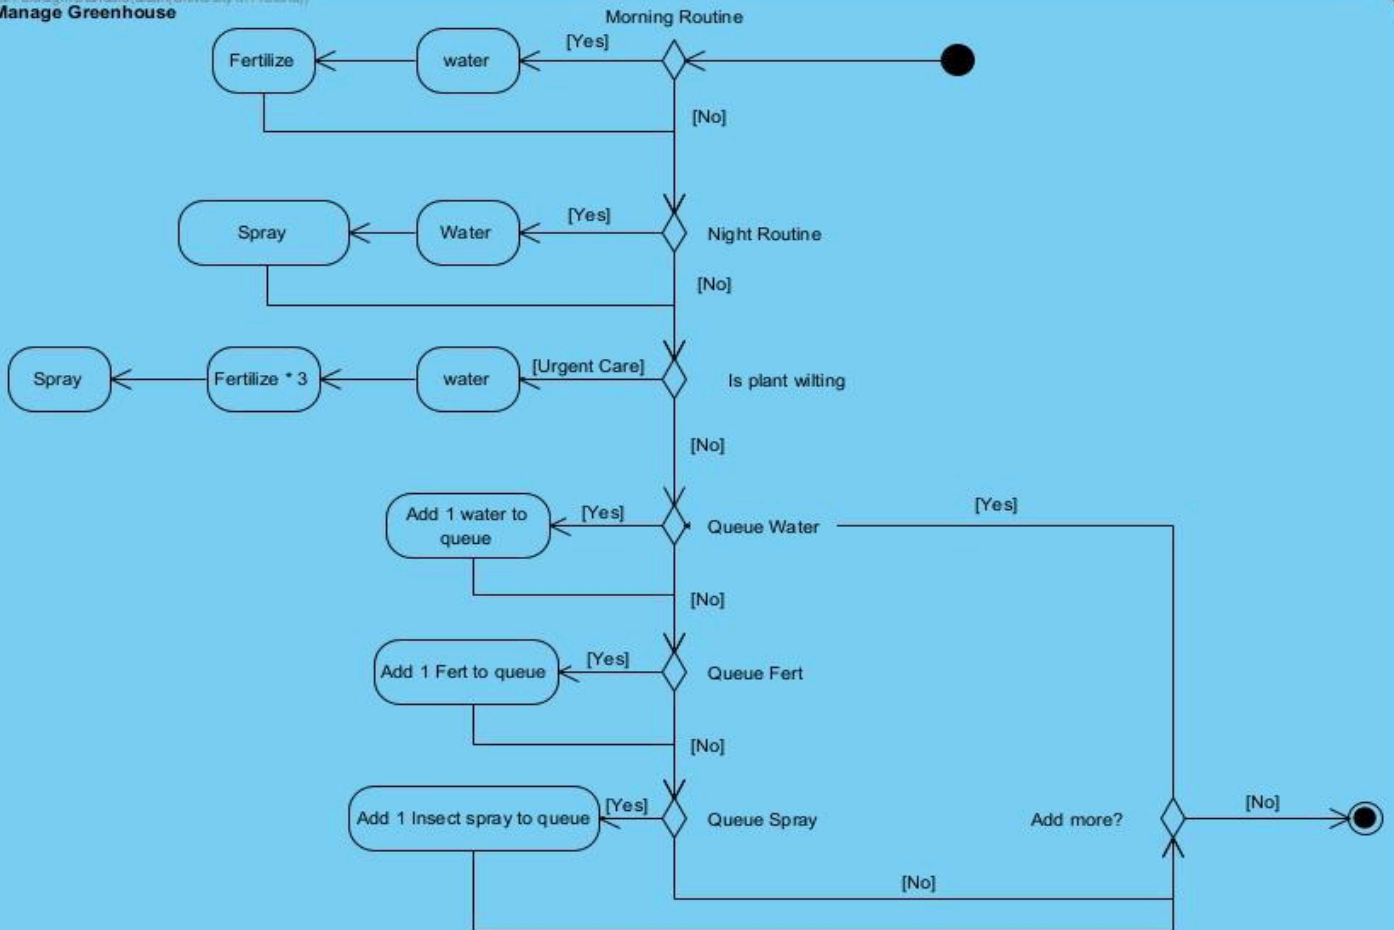 Manage Greenhouse
Morning Routine
[Yes]
Fertilize
water
[No]
[Yes]
Spray
Water
Night Routine
[No]
[Urgent Care]
Spray
Fertilize * 3
water
Is plant wilting
[No]
[Yes]
Add 1 water to
queue
[Yes]
Queue Water
[No]
[Yes]
Add 1 Fert to queue
Queue Fert
[No]
[Yes]
Add 1 Insect spray to queue
Queue Spray
Add more?
[No]
[No]